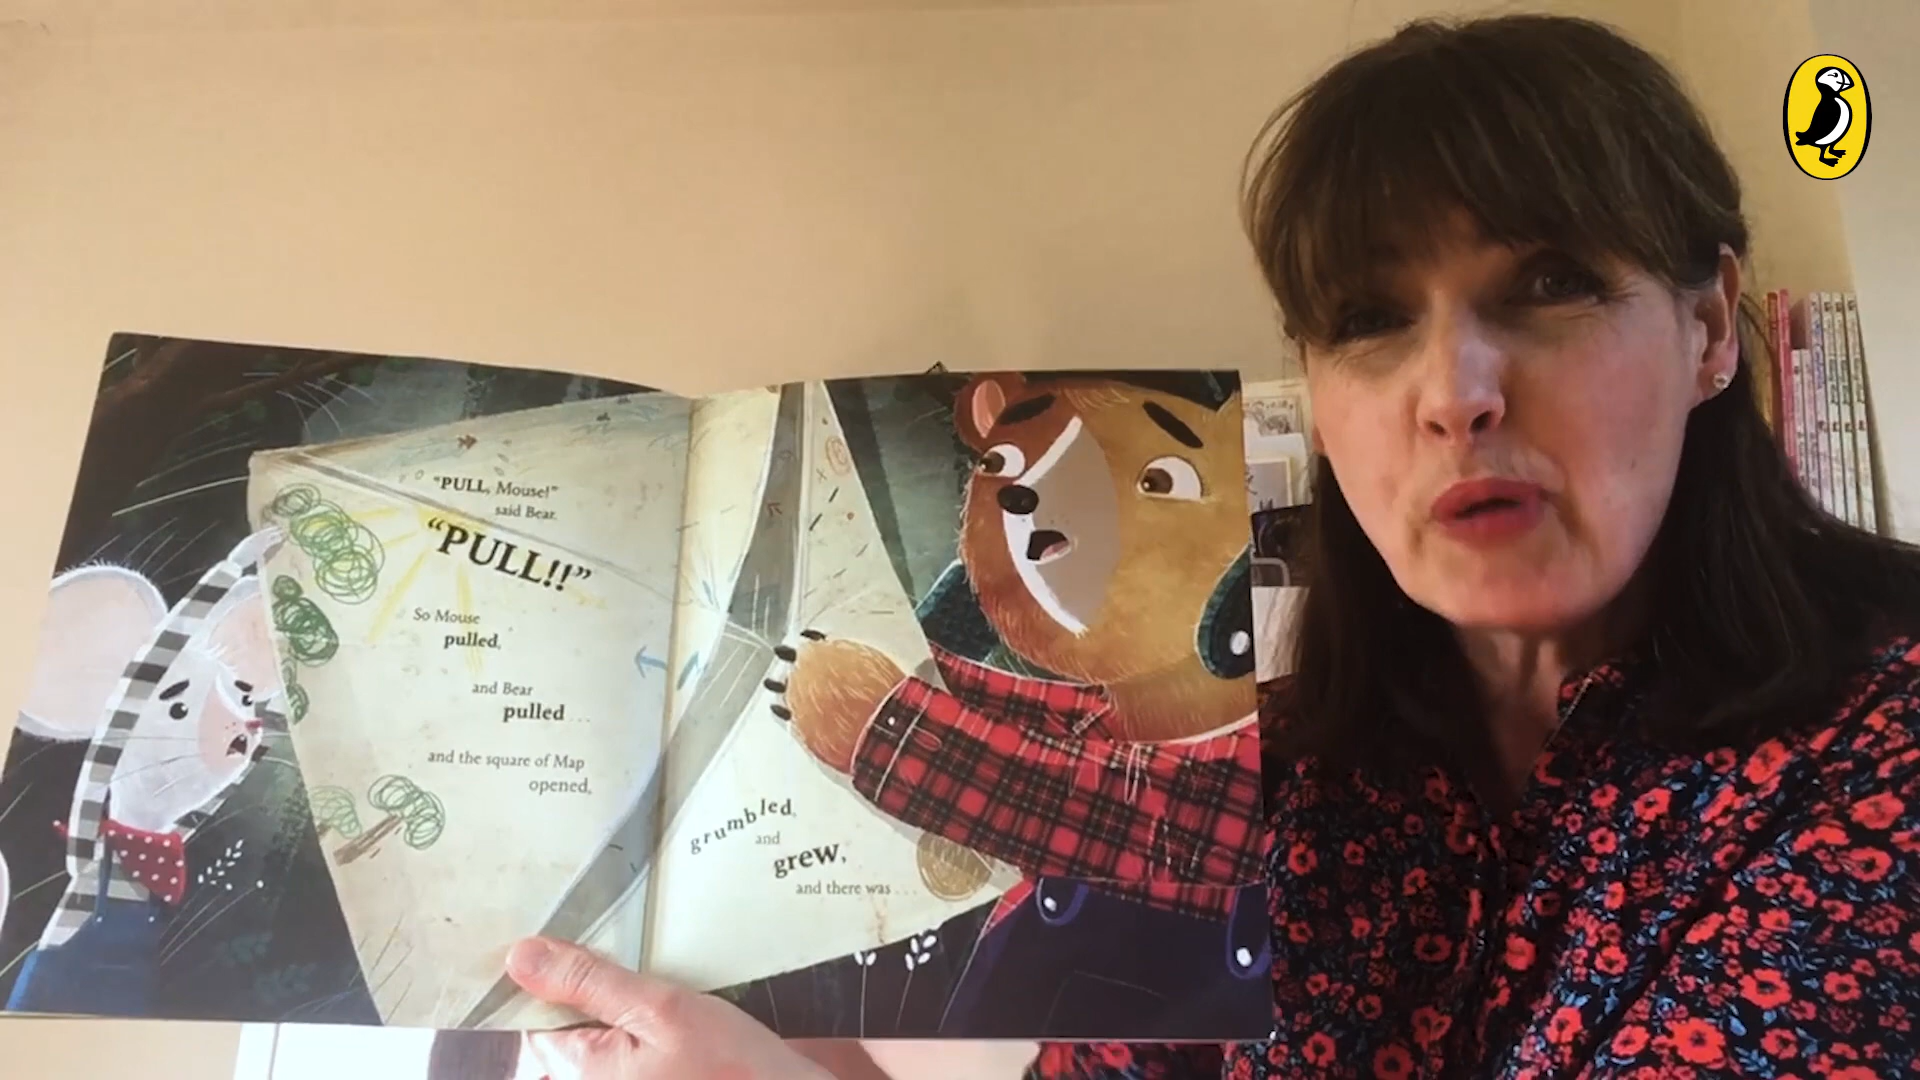 "PULL, Mouse!"
said Bear.
"PULL!!"
So Mouse
pulled,
and Bear
pulled . . .
and the square of Map
opened,
grumbled,
and
grew,
and there was . . .